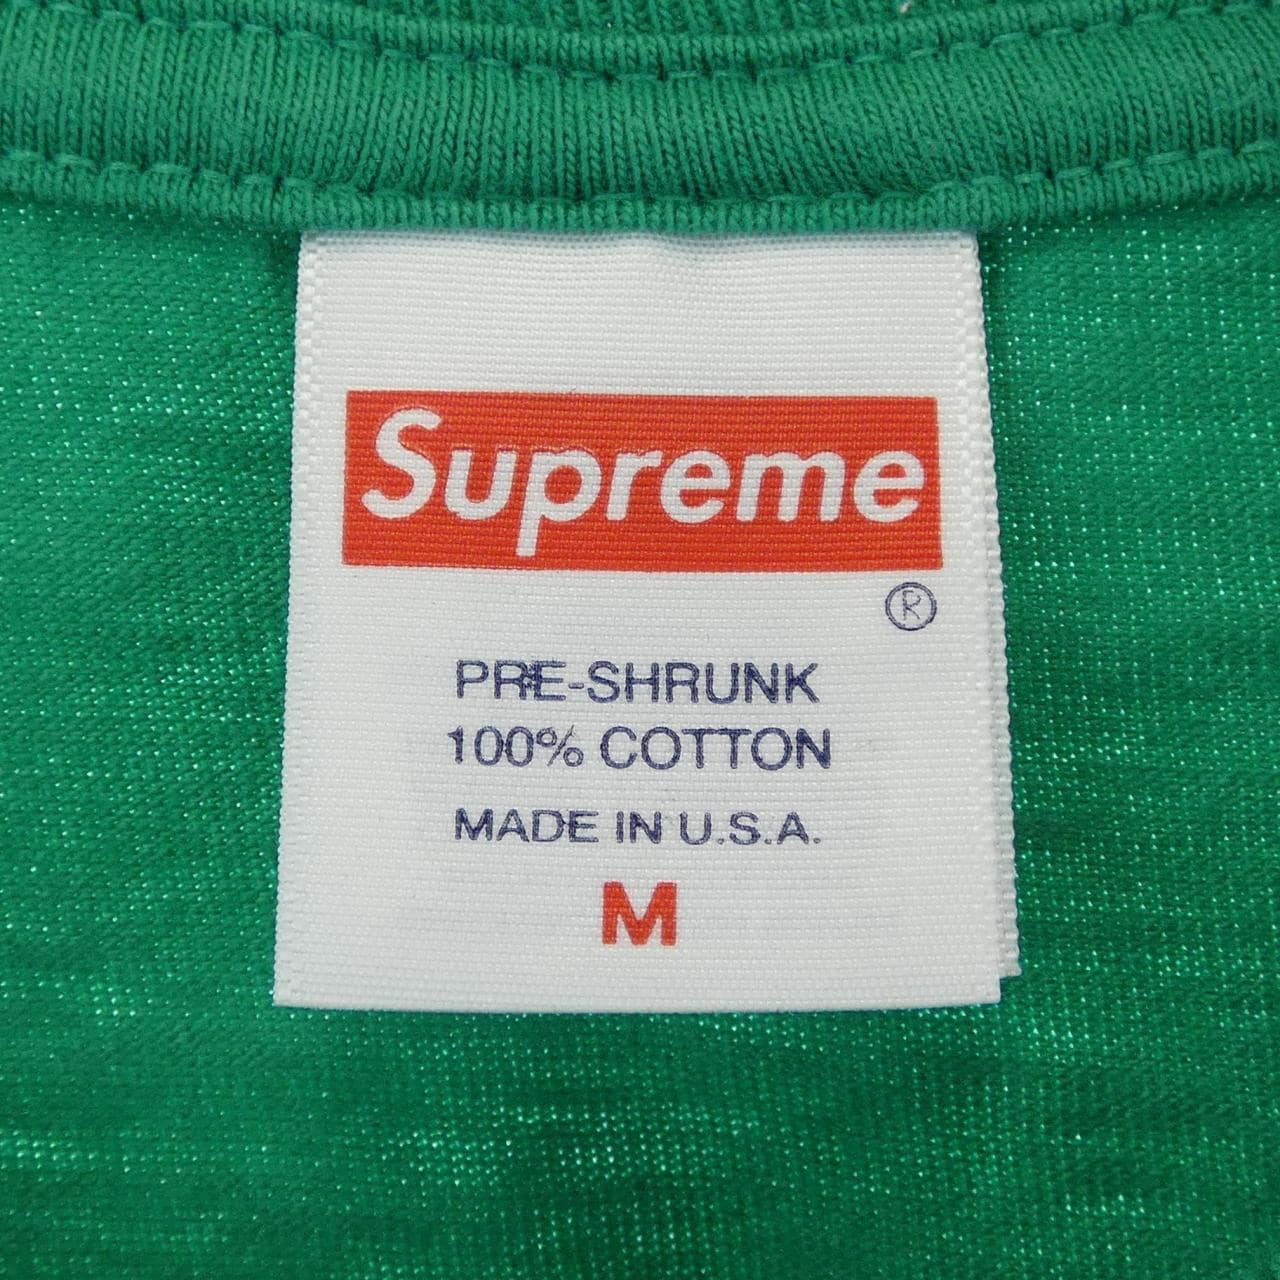 Supreme
®
PRE-SHRUNK
100% COTTON
MADE IN U.S.A.
M